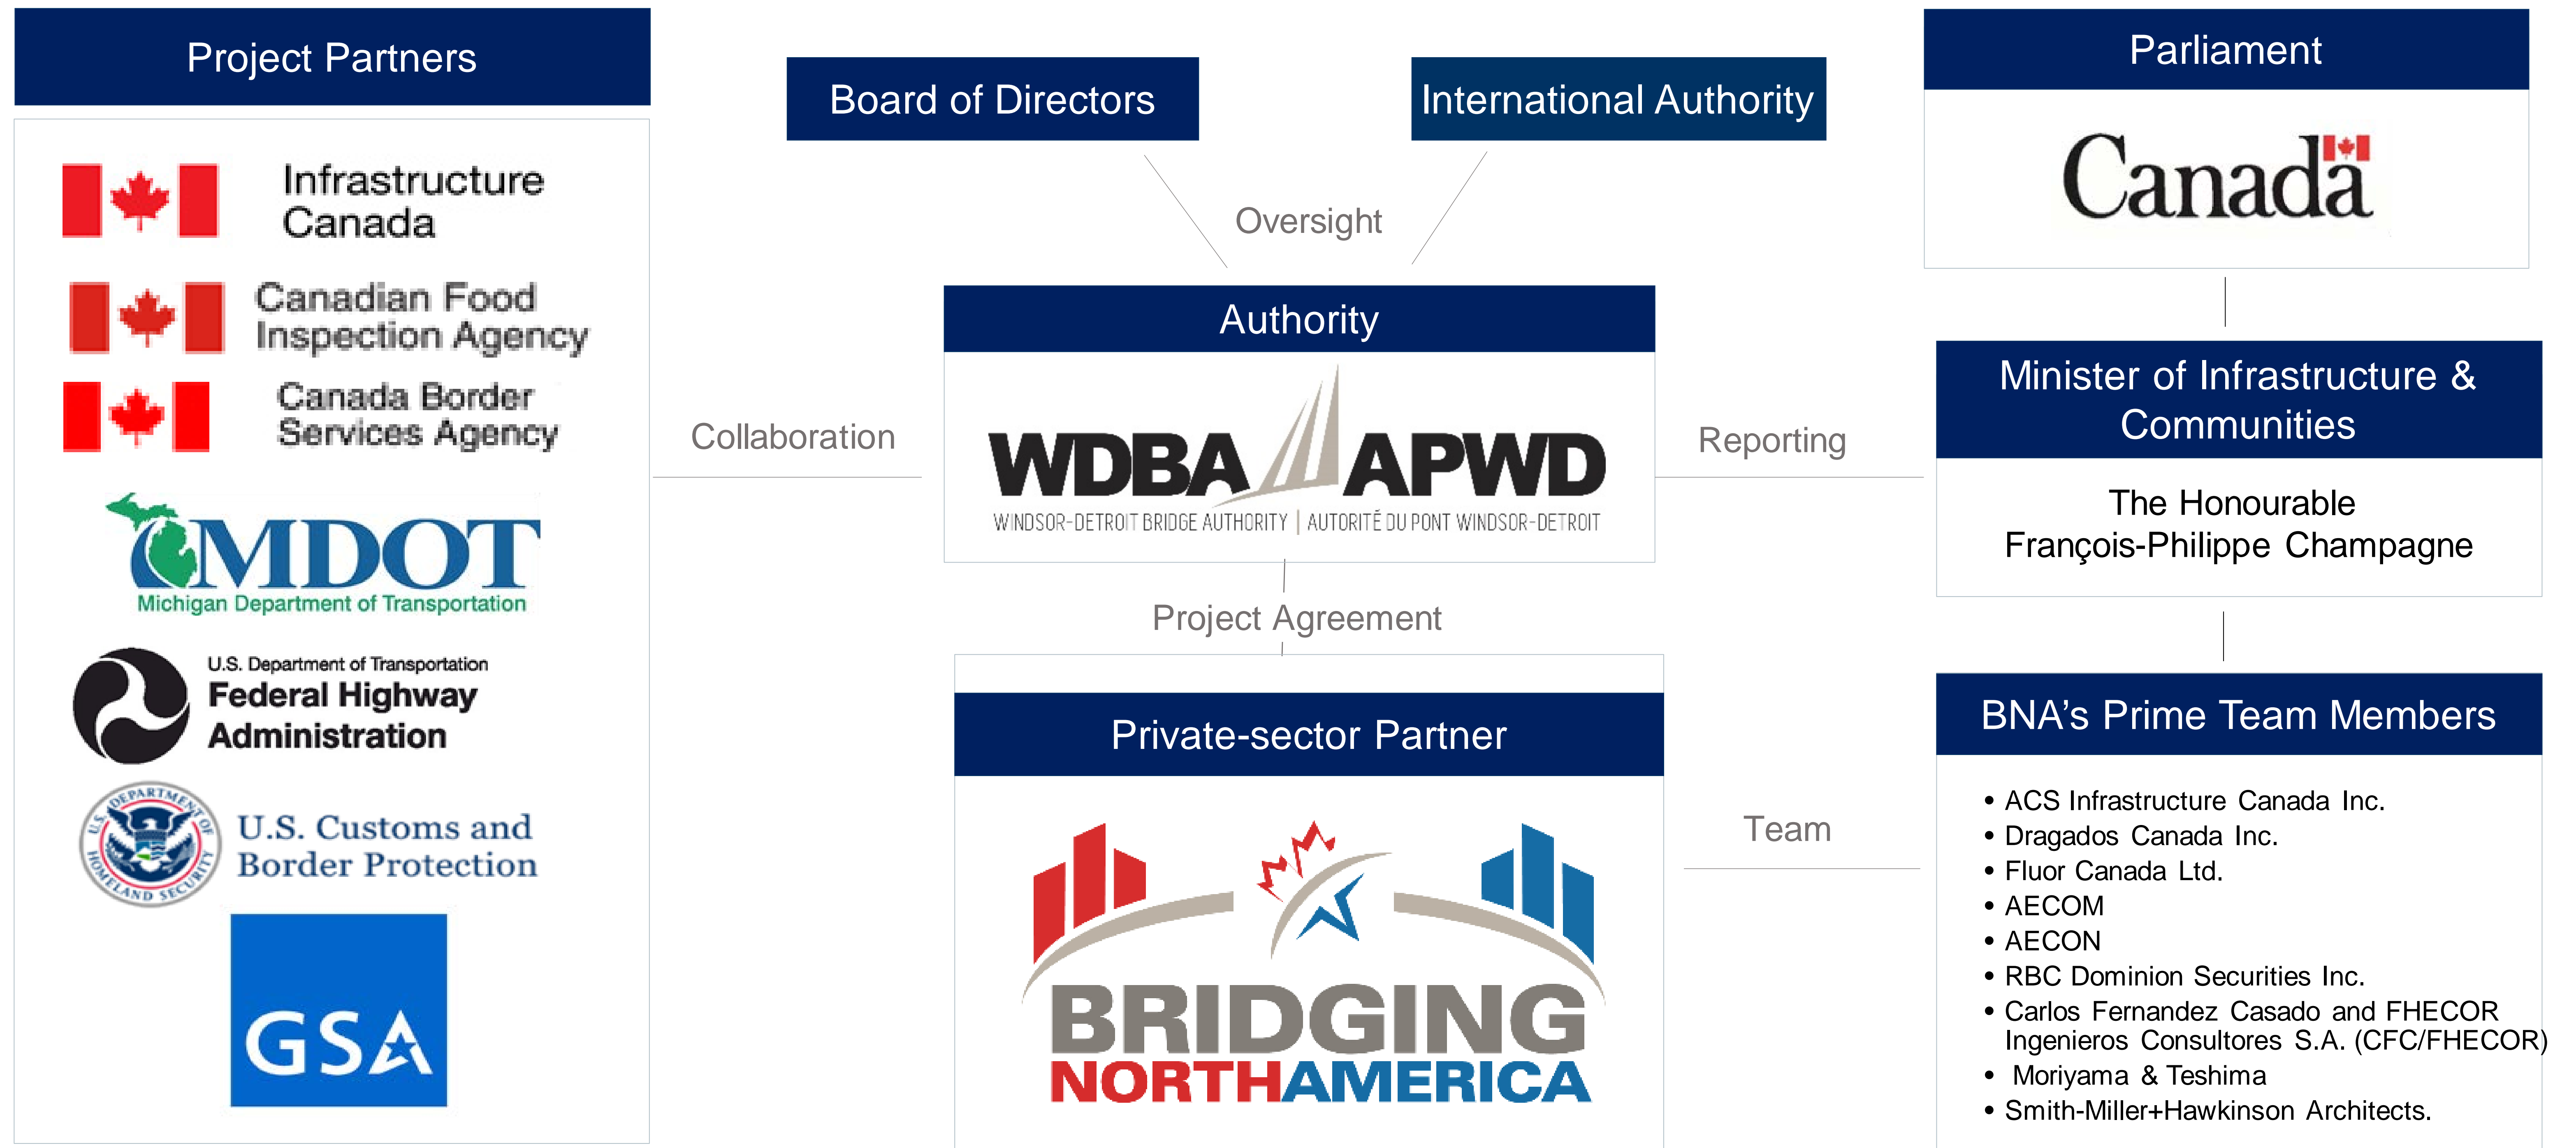 Project Partners
Infrastructure
Canada
Canadian Food
Inspection Agency
Canada Border
Services Agency
MDOT
Michigan Department of Transportation
U.S. Department of Transportation
Federal Highway
Administration
U.S. DEPARTMENT OF
HOMELAND SECURITY
U.S. Customs and
Border Protection
GSA
Collaboration
Board of Directors
International Authority
Oversight
Authority
WDBA APWD
WINDSOR-DETROIT BRIDGE AUTHORITY | AUTORITÉ DU PONT WINDSOR-DETROIT
Project Agreement
Private-sector Partner
BRIDGING
NORTHAMERICA
Reporting
Team
Parliament
Canada
Minister of Infrastructure &
Communities
The Honourable
François-Philippe Champagne
BNA’s Prime Team Members
• ACS Infrastructure Canada Inc.
• Dragados Canada Inc.
• Fluor Canada Ltd.
• AECOM
• AECON
• RBC Dominion Securities Inc.
• Carlos Fernandez Casado and FHECOR
Ingenieros Consultores S.A. (CFC/FHECOR)
• Moriyama & Teshima
• Smith-Miller+Hawkinson Architects.